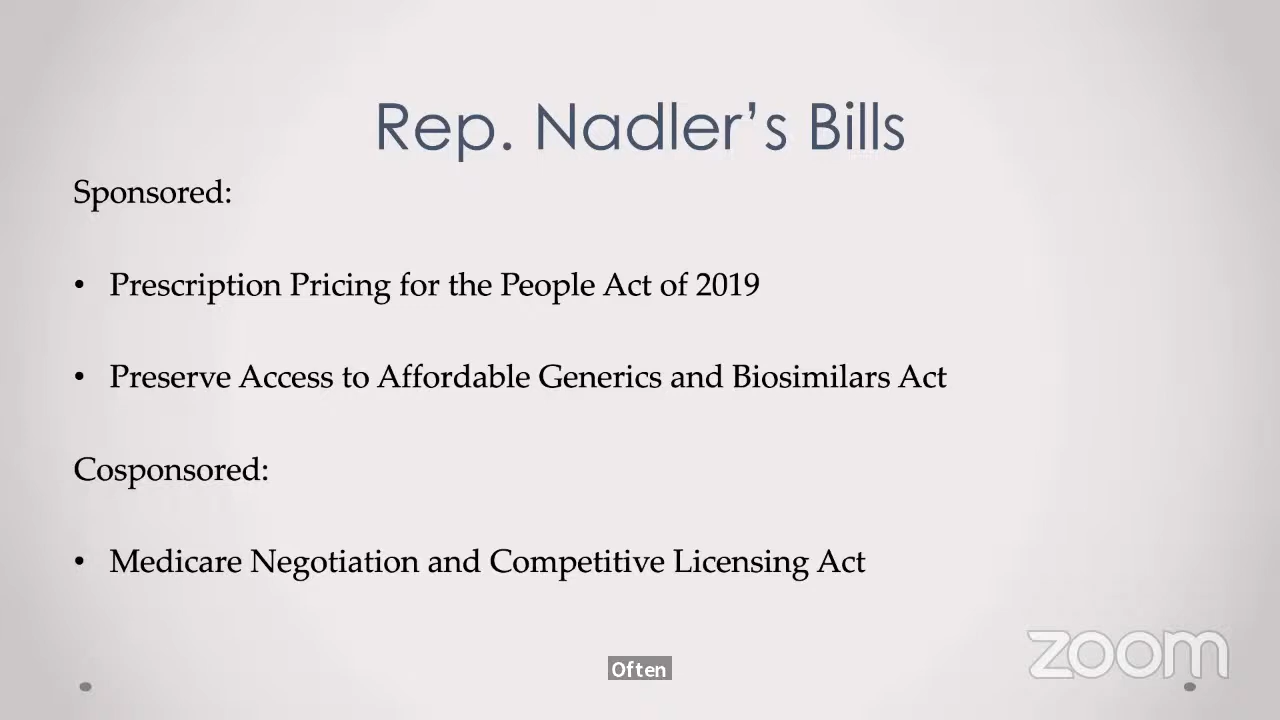 Rep. Nadler’s Bills
Sponsored:
• Prescription Pricing for the People Act of 2019
• Preserve Access to Affordable Generics and Biosimilars Act
Cosponsored:
• Medicare Negotiation and Competitive Licensing Act
zoom
Often